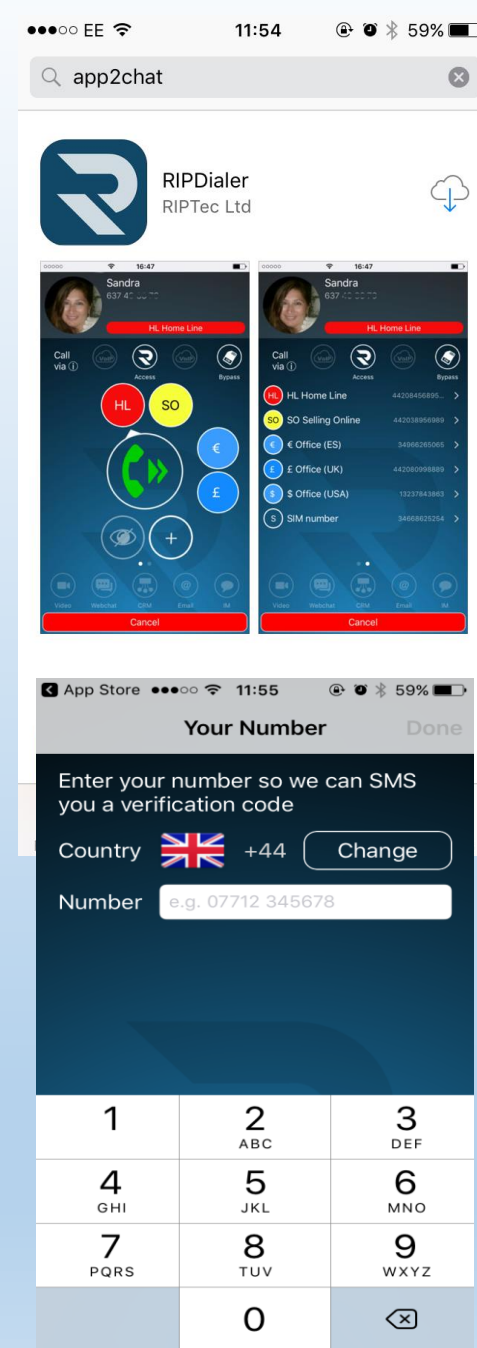 EE 11:54 59%
app2chat
RIPDialer
RIPTec Ltd
16:47
Sandra
HL Home Line
Call via
Access
Bypass
HL
SO
€
£
+
Video Webchat CRM Email IM
Cancel
16:47
Sandra
HL Home Line
Call via
Access
Bypass
HL HL Home Line 44208456895...
SO SO Selling Online 442038956989
€ € Office (ES) 34966265065
£ £ Office (UK) 442080998889
$ $ Office (USA) 13237843863
S SIM number 34668625254
Video Webchat CRM Email IM
Cancel
App Store 11:55 59%
Your Number Done
Enter your number so we can SMS
you a verification code
Country +44 Change
Number e.g. 07712 345678
1 2 3
ABC DEF
4 5 6
GHI JKL MNO
7 8 9
PQRS TUV WXYZ
0